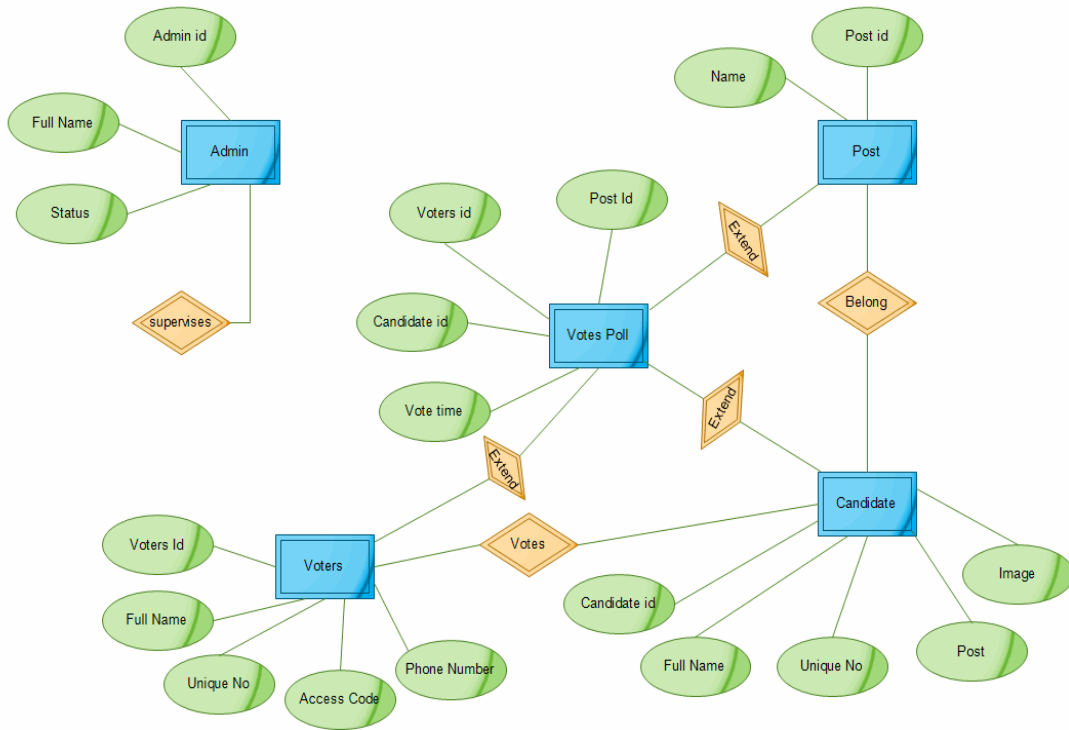 Admin id
Post id
Name
Full Name
Admin
Post
Status
Voters id
Post Id
Extend
supervises
Candidate id
Votes Poll
Belong
Vote time
Extend
Extend
Candidate
Voters Id
Voters
Votes
Image
Full Name
Candidate id
Unique No
Access Code
Phone Number
Full Name
Unique No
Post